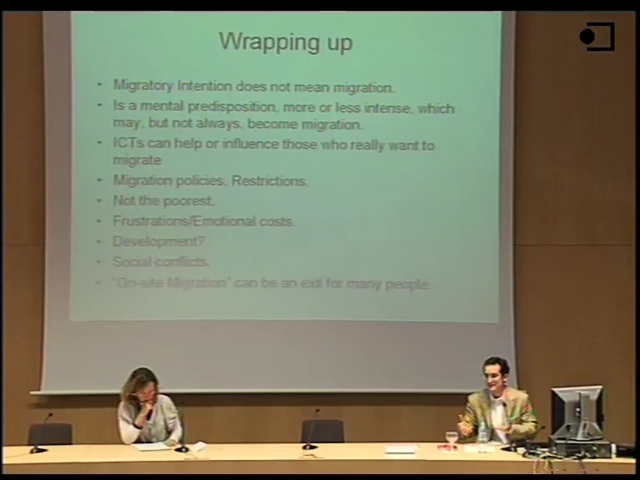 Wrapping up
• Migratory Intention does not mean migration.
• Is a mental predisposition, more or less intense, which
may, but not always, become migration.
• ICTs can help or influence those who really want to
migrate
• Migration policies. Restrictions.
• Not the poorest.
• Frustrations/Emotional costs.
• Development?
• Social conflicts.
• "On-site Migration" can be an exit for many people.